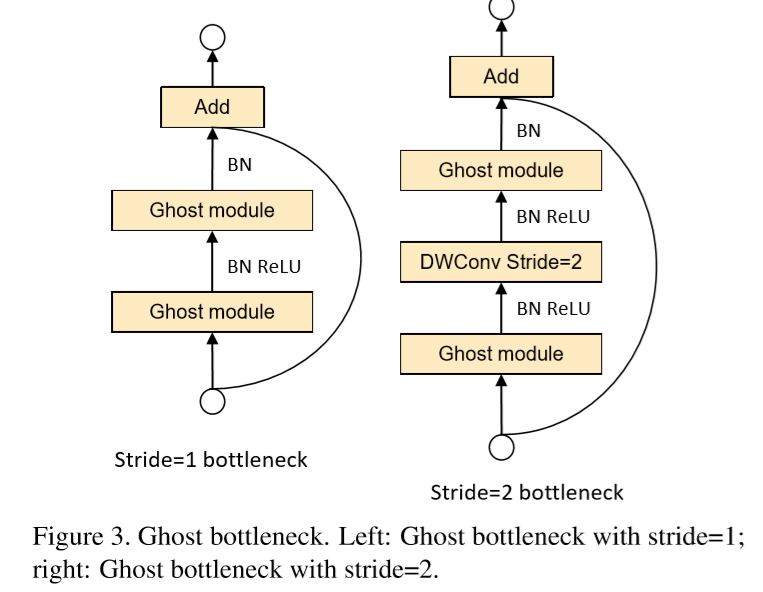 Add
BN
Ghost module
BN ReLU
Ghost module
Stride=1 bottleneck
Add
BN
Ghost module
BN ReLU
DWConv Stride=2
BN ReLU
Ghost module
Stride=2 bottleneck
Figure 3. Ghost bottleneck. Left: Ghost bottleneck with stride=1;
right: Ghost bottleneck with stride=2.